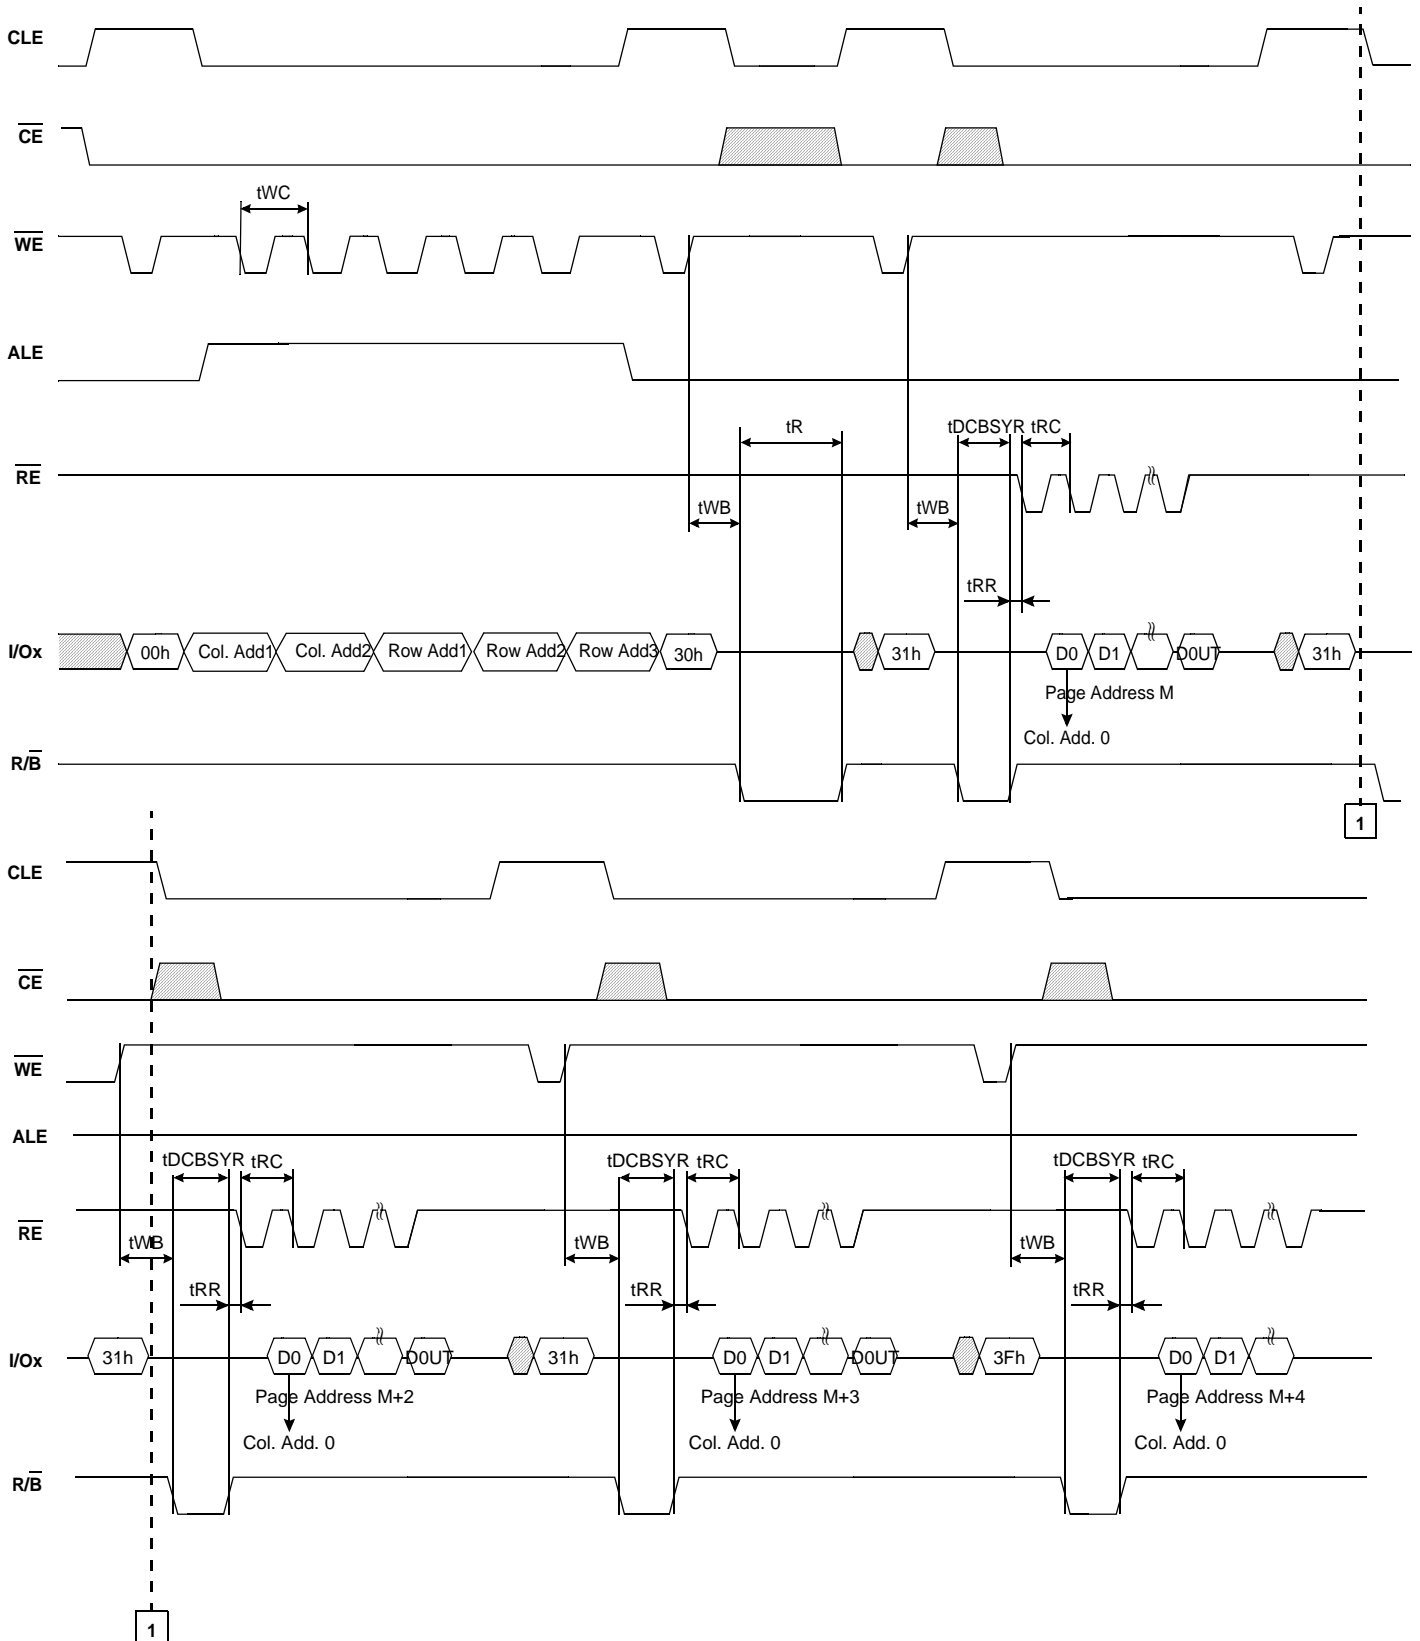 CLE
CE
tWC
WE
ALE
tR
tDCBSYR
tRC
RE
tWB
tWB
tRR
I/Ox
00h
Col. Add1
Col. Add2
Row Add1
Row Add2
Row Add3
30h
31h
D0
D1
D0UT
31h
Page Address M
Col. Add. 0
R/B
1
CLE
CE
WE
ALE
tDCBSYR
tRC
tDCBSYR
tRC
tDCBSYR
tRC
RE
tWB
tWB
tWB
tRR
tRR
tRR
I/Ox
31h
D0
D1
D0UT
31h
D0
D1
D0UT
3Fh
D0
D1
Page Address M+2
Page Address M+3
Page Address M+4
Col. Add. 0
Col. Add. 0
Col. Add. 0
R/B
1